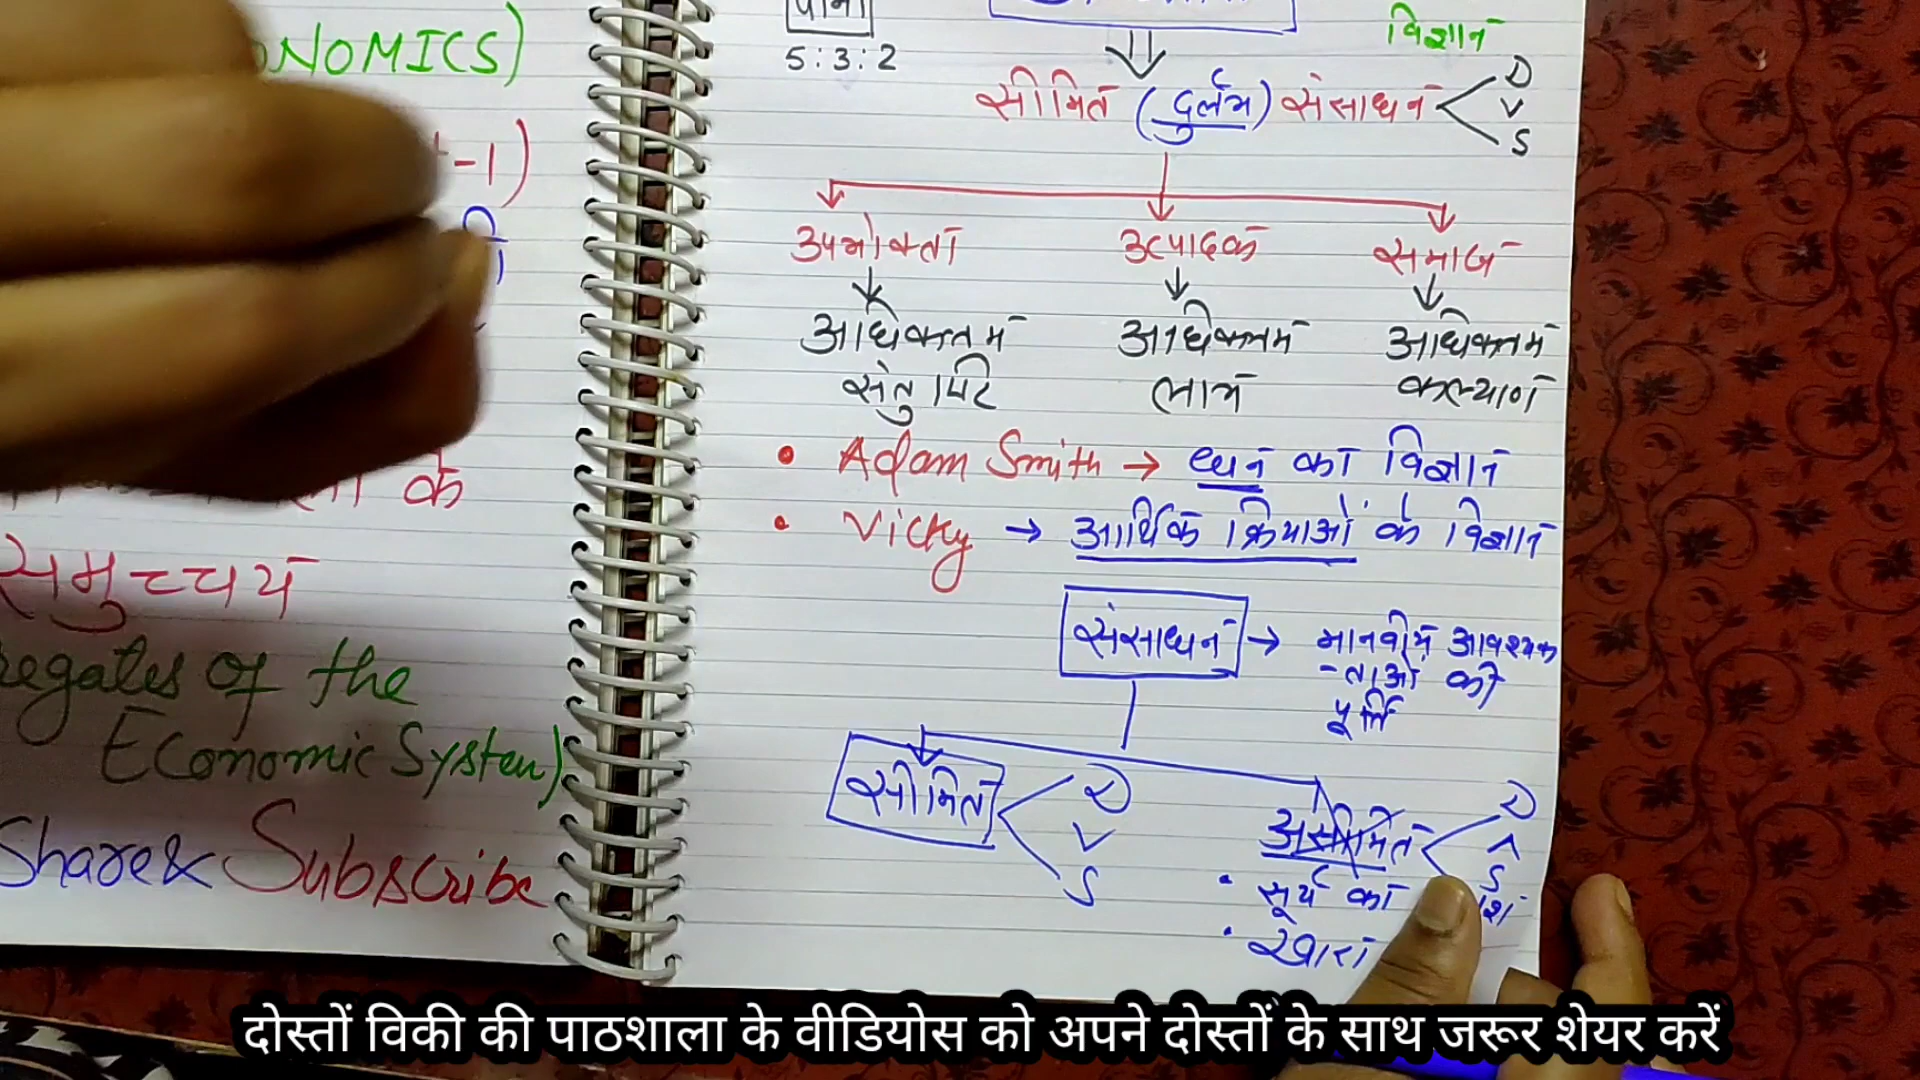 NOMICS)
-1)
के
समुच्चय
regates of the
Economic System)
Share& Subscribe
5:3:2
विज्ञान
सीमित (दुर्लभ) संसाधन
D
V
S
उपभोक्ता उत्पादक समाज
अधिकतम अधिकतम अधिकतम
संतुष्टि लाभ कल्याण
• Adam Smith → धन का विज्ञान
• Vicky → आर्थिक क्रियाओं के विज्ञान
संसाधन → मानवीय आवश्यक
-ताओं की
पूर्ति
सीमित
D
V
S
असीमित
D
^
S
• सूर्य का
• खारा
दोस्तों विकी की पाठशाला के वीडियोस को अपने दोस्तों के साथ जरूर शेयर करें